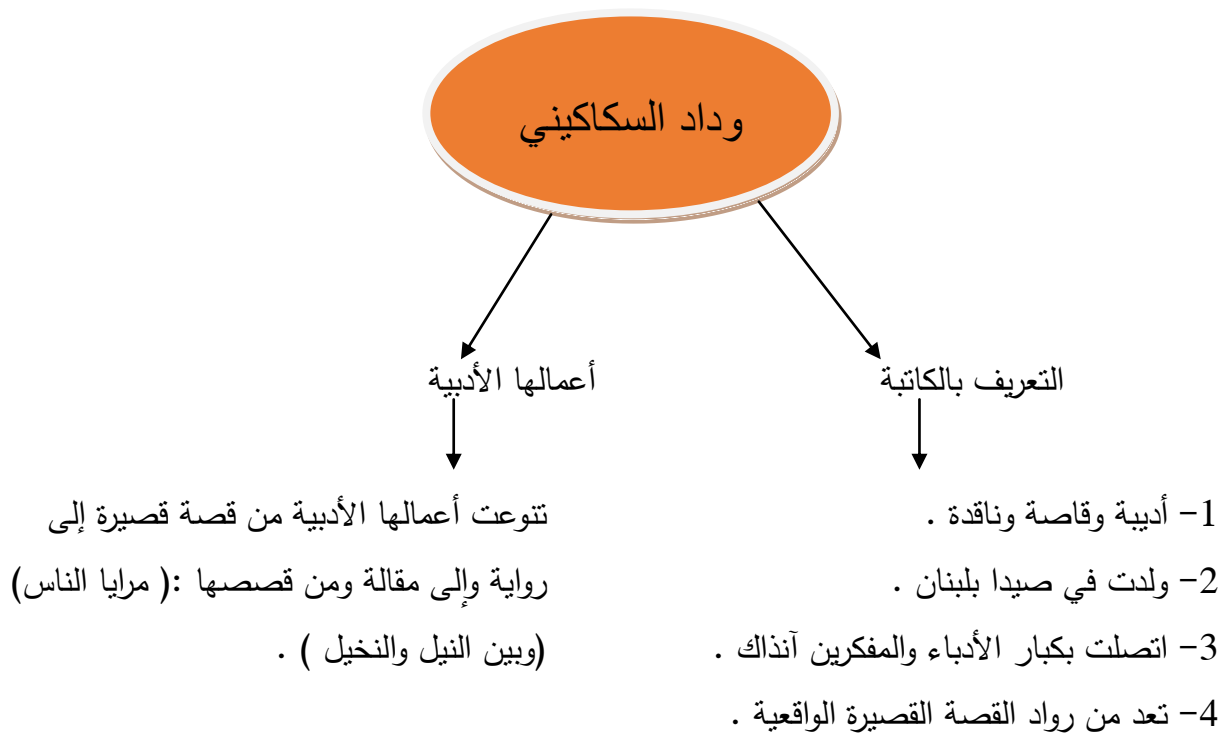 وداد السكاكيني
التعريف بالكاتبة
1- أديبة وقاصة وناقدة .
2- ولدت في صيدا بلبنان .
3- اتصلت بكبار الأدباء والمفكرين آنذاك .
4- تعد من رواد القصة القصيرة الواقعية .
أعمالها الأدبية
تنوعت أعمالها الأدبية من قصة قصيرة إلى
رواية وإلى مقالة ومن قصصها :( مرايا الناس)
(وبين النيل والنخيل ) .